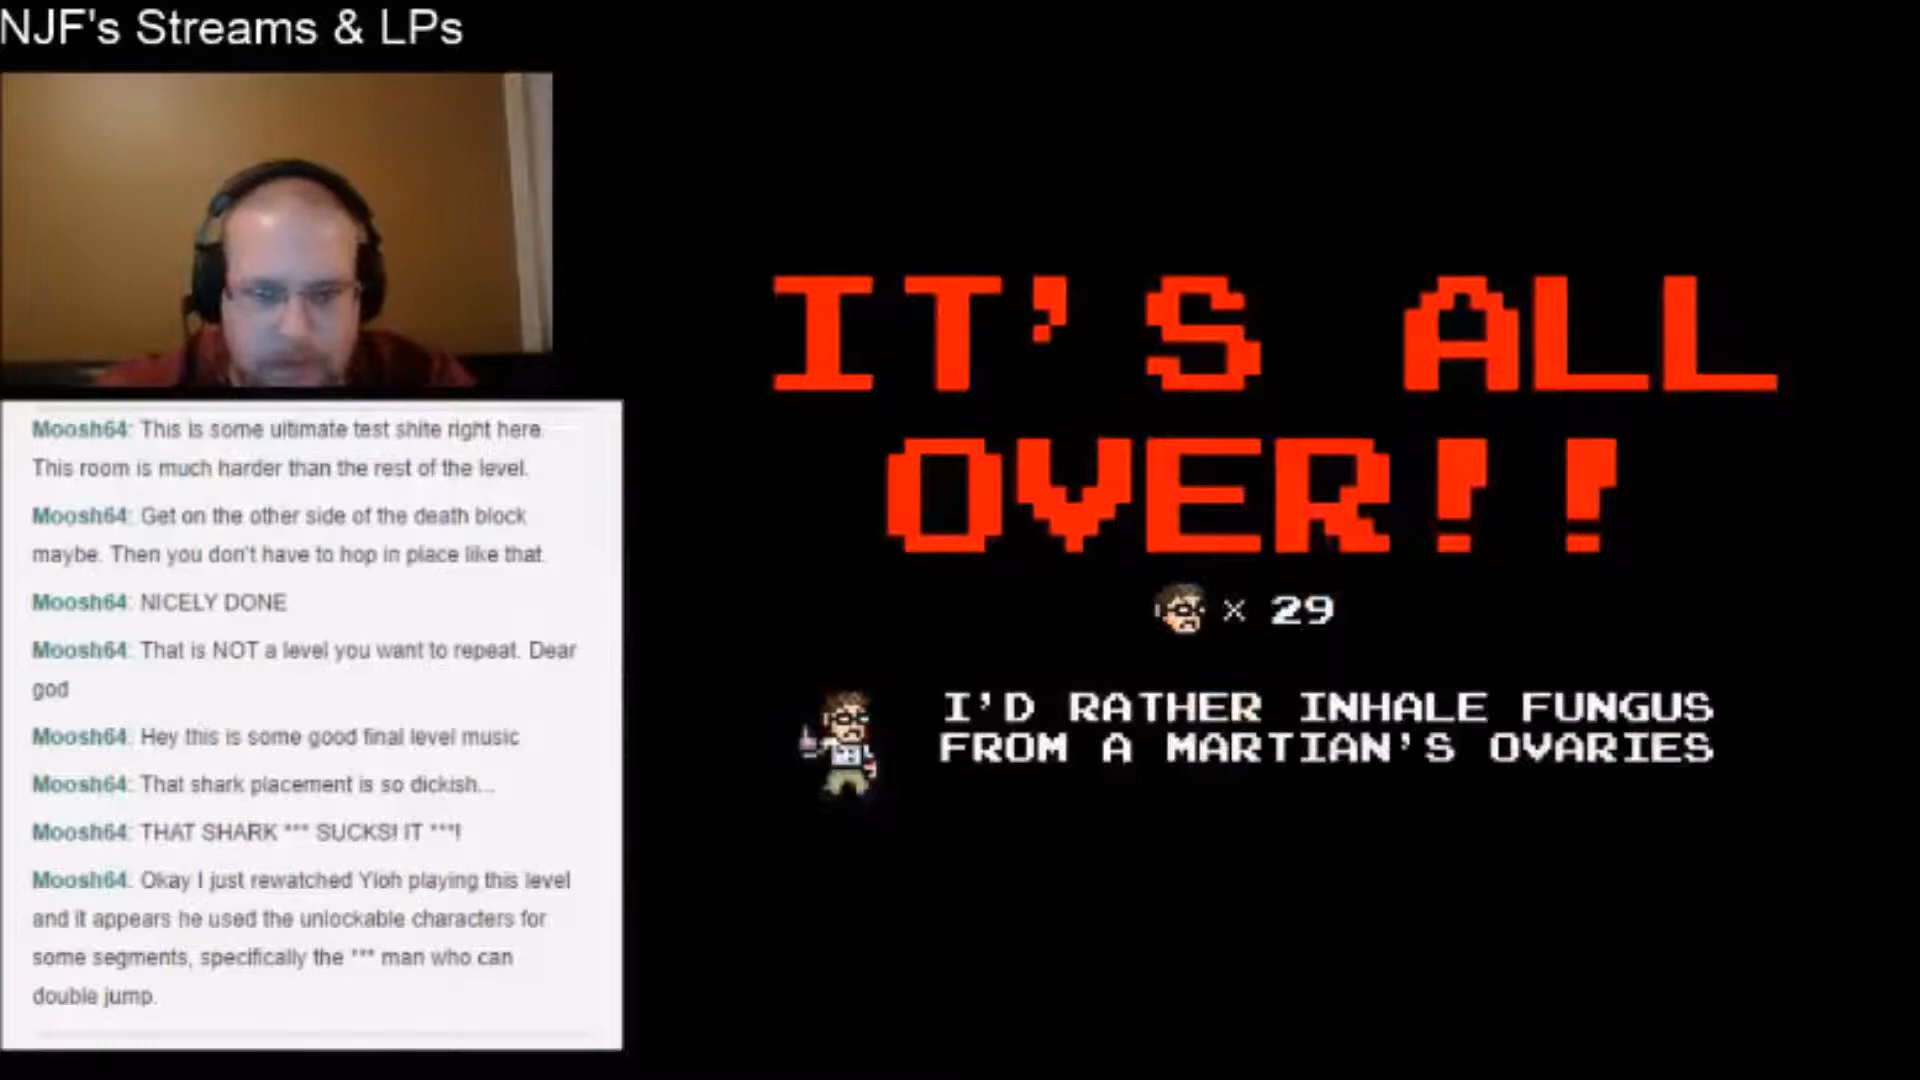 NJF's Streams & LPs
Moosh64: This is some ultimate test shite right here.
This room is much harder than the rest of the level.
Moosh64: Get on the other side of the death block
maybe. Then you don't have to hop in place like that.
Moosh64: NICELY DONE
Moosh64: That is NOT a level you want to repeat. Dear
god
Moosh64: Hey this is some good final level music
Moosh64: That shark placement is so dickish...
Moosh64: THAT SHARK *** SUCKS! IT ***!
Moosh64: Okay I just rewatched Yloh playing this level
and it appears he used the unlockable characters for
some segments, specifically the *** man who can
double jump.
IT'S ALL
OVER!!
× 29
I'D RATHER INHALE FUNGUS
FROM A MARTIAN'S OVARIES